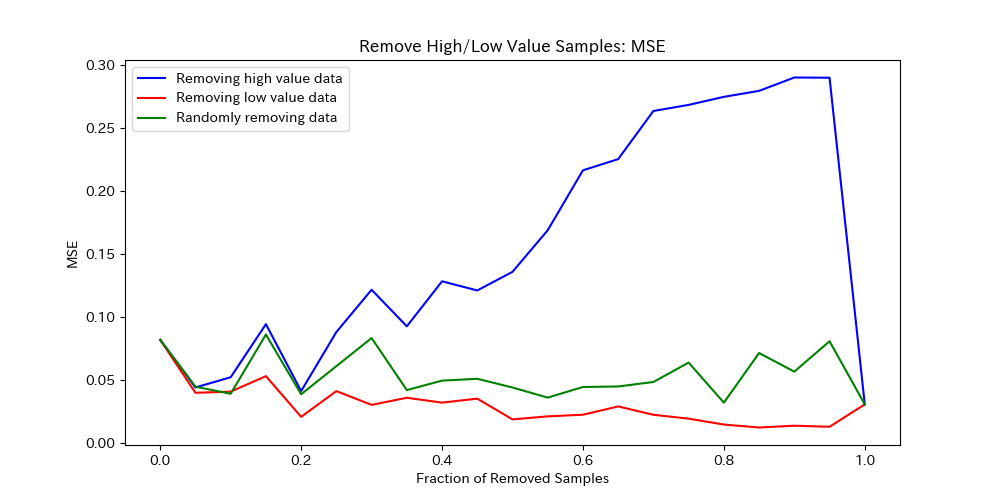 Remove High/Low Value Samples: MSE
Removing high value data
Removing low value data
Randomly removing data
MSE
0.30
0.25
0.20
0.15
0.10
0.05
0.00
0.0 0.2 0.4 0.6 0.8 1.0
Fraction of Removed Samples